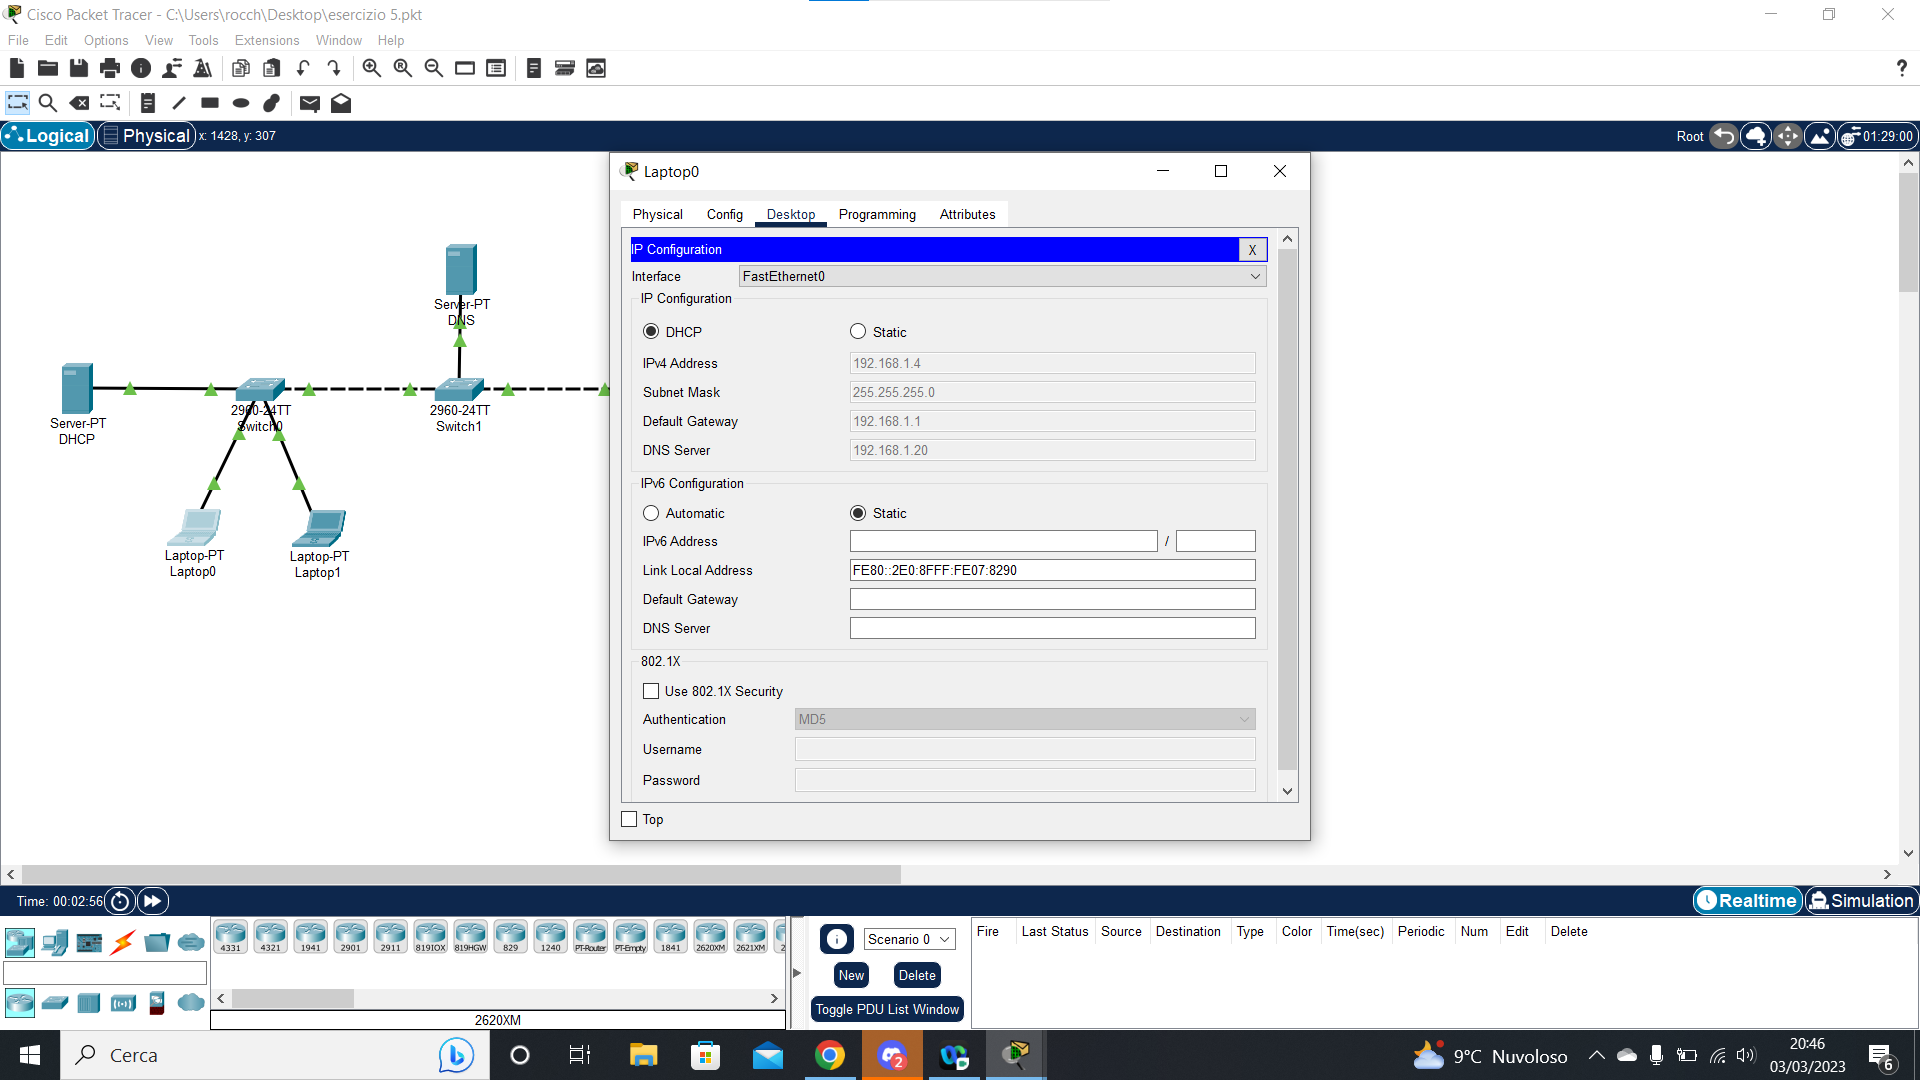 Cisco Packet Tracer - C:\Users\rocch\Desktop\esercizio 5.pkt
File Edit Options View Tools Extensions Window Help
Logical Physical x: 1428, y: 307 Root 01:29:00
Laptop0
Physical Config Desktop Programming Attributes
IP Configuration X
Interface FastEthernet0
IP Configuration
DHCP Static
IPv4 Address 192.168.1.4
Subnet Mask 255.255.255.0
Default Gateway 192.168.1.1
DNS Server 192.168.1.20
IPv6 Configuration
Automatic Static
IPv6 Address /
Link Local Address FE80::2E0:8FFF:FE07:8290
Default Gateway
DNS Server
802.1X
Use 802.1X Security
Authentication MD5
Username
Password
Top
Server-PT
DNS
Server-PT
DHCP
2960-24TT
Switch0
2960-24TT
Switch1
Laptop-PT
Laptop0
Laptop-PT
Laptop1
Time: 00:02:56 Realtime Simulation
4331 4321 1941 2901 2911 819IOX 819HGW 829 1240 PT-Router PT-Empty 1841 2620XM 2621XM
2620XM
Scenario 0
New Delete
Toggle PDU List Window
Fire Last Status Source Destination Type Color Time(sec) Periodic Num Edit Delete
Cerca
2
9°C Nuvoloso
20:46
03/03/2023
6